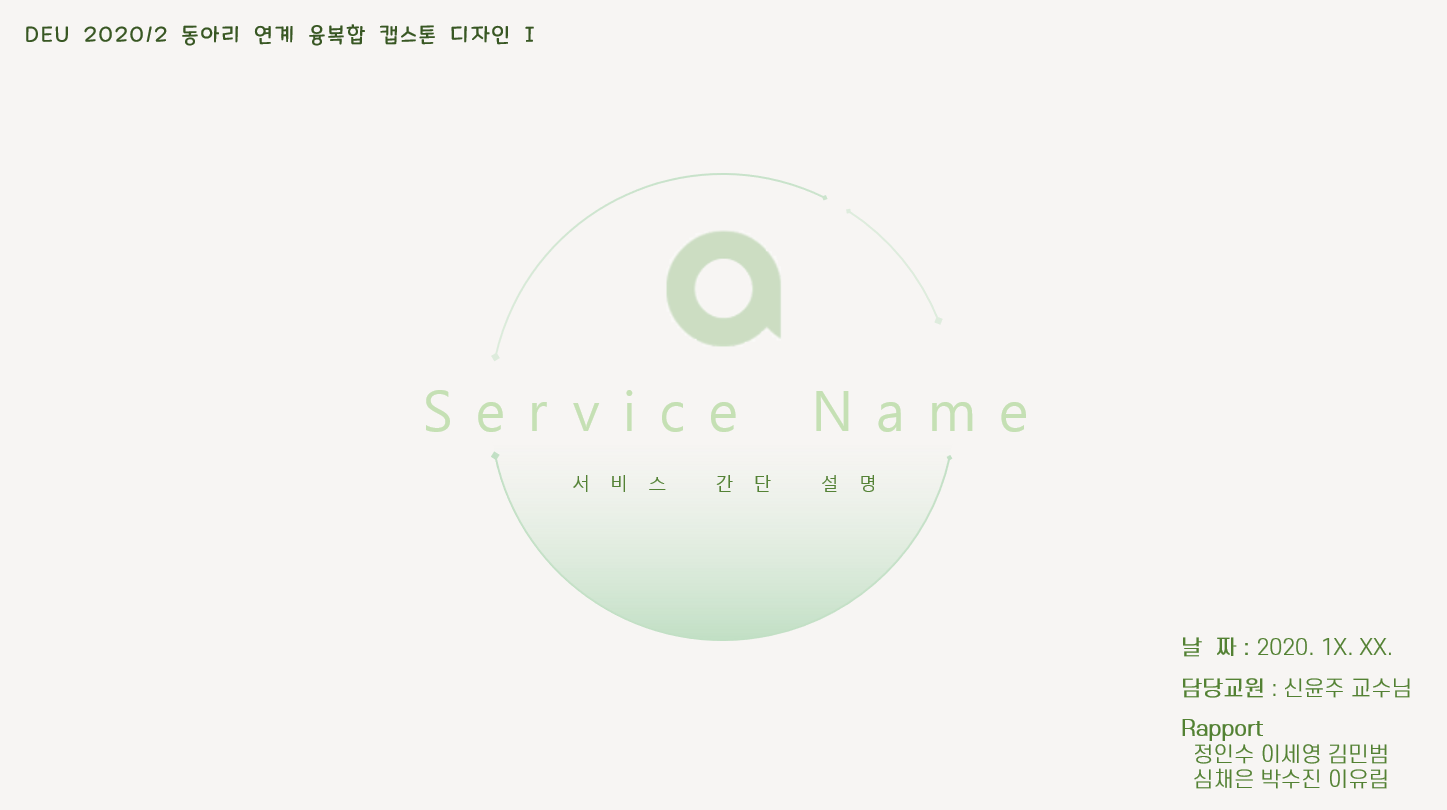 DEU 2020/2 동아리 연계 융복합 캡스톤 디자인 I
Service Name
서비스 간단 설명
날 짜 : 2020. 1X. XX.
담당교원 : 신윤주 교수님
Rapport
정인수 이세영 김민범
심채은 박수진 이유림